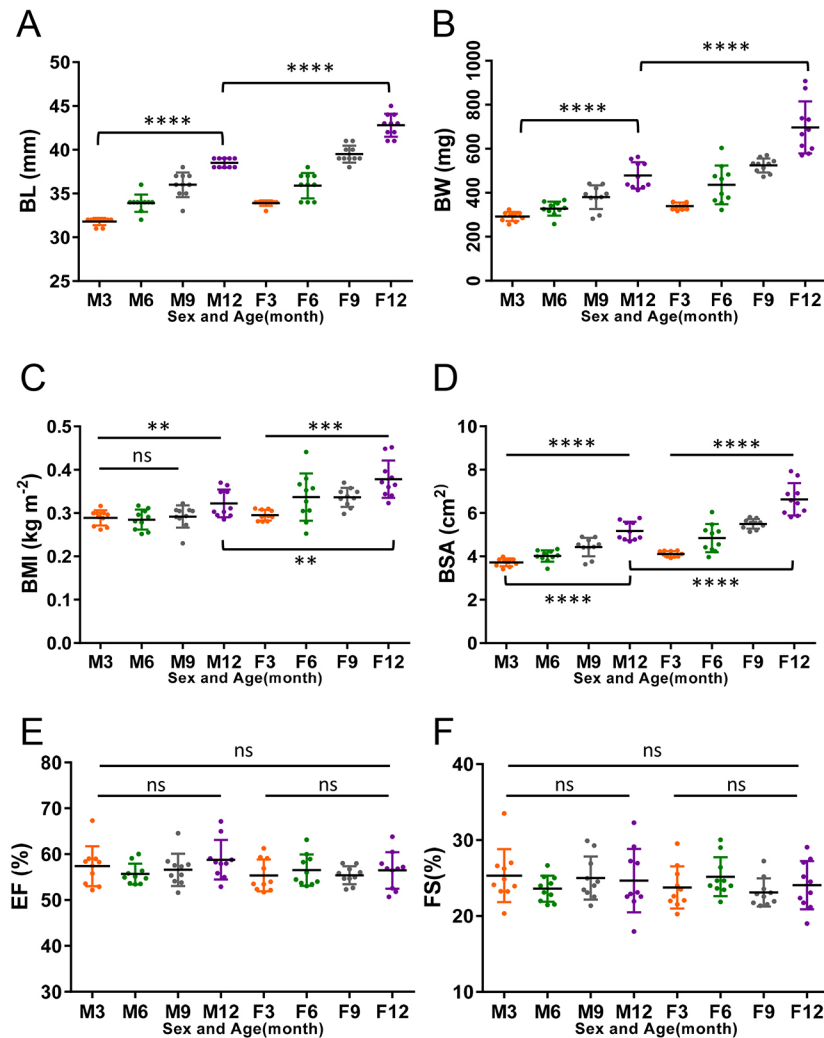 A
BL (mm)
50
45
40
35
30
25
****
****
M3 M6 M9 M12 F3 F6 F9 F12
Sex and Age(month)
B
BW (mg)
1000
800
600
400
200
0
****
****
M3 M6 M9 M12 F3 F6 F9 F12
Sex and Age(month)
C
BMI (kg m-2)
0.5
0.4
0.3
0.2
0.1
0.0
**
***
ns
**
M3 M6 M9 M12 F3 F6 F9 F12
Sex and Age(month)
D
BSA (cm²)
10
8
6
4
2
0
****
****
****
****
M3 M6 M9 M12 F3 F6 F9 F12
Sex and Age(month)
E
EF (%)
80
70
60
50
40
30
ns
ns
ns
M3 M6 M9 M12 F3 F6 F9 F12
Sex and Age(month)
F
FS(%)
40
30
20
10
ns
ns
ns
M3 M6 M9 M12 F3 F6 F9 F12
Sex and Age(month)